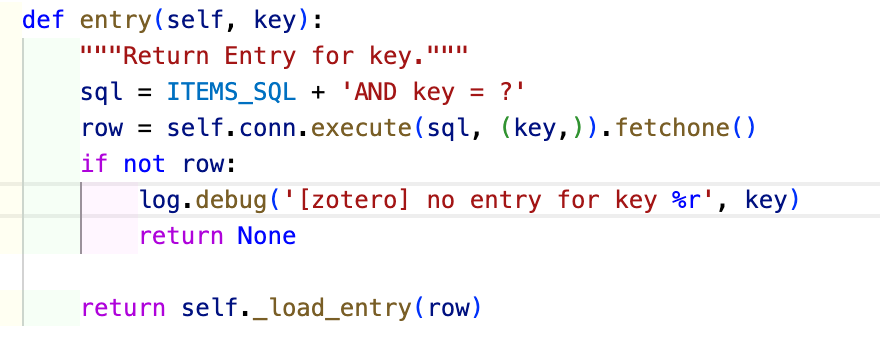 def entry(self, key):
    """Return Entry for key."""
    sql = ITEMS_SQL + 'AND key = ?'
    row = self.conn.execute(sql, (key,)).fetchone()
    if not row:
        log.debug('[zotero] no entry for key %r', key)
        return None

    return self._load_entry(row)